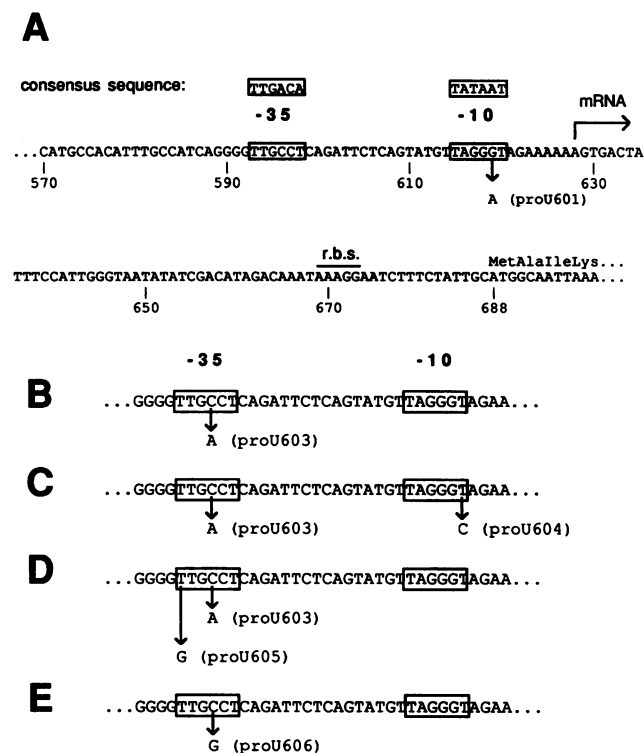 A
consensus sequence: TTGACA TATAAT
-35 -10 mRNA
...CATGCCACATTTGCCATCAGGGGTTGCCTCAGATTCTCAGTATGTTAGGGTAGAAAAAAGTGACTA
570 590 610 630
A (proU601)
r.b.s. MetAlaIleLys...
TTTCCATTGGGTAATATATCGACATAGACAAATAAAGGAATCTTTCTATTGCATGGCAATTAAA...
650 670 688
-35 -10
B ...GGGGTTGCCTCAGATTCTCAGTATGTTAGGGTAGAA...
A (proU603)
C ...GGGGTTGCCTCAGATTCTCAGTATGTTAGGGTAGAA...
A (proU603) C (proU604)
D ...GGGGTTGCCTCAGATTCTCAGTATGTTAGGGTAGAA...
A (proU603)
G (proU605)
E ...GGGGTTGCCTCAGATTCTCAGTATGTTAGGGTAGAA...
G (proU606)